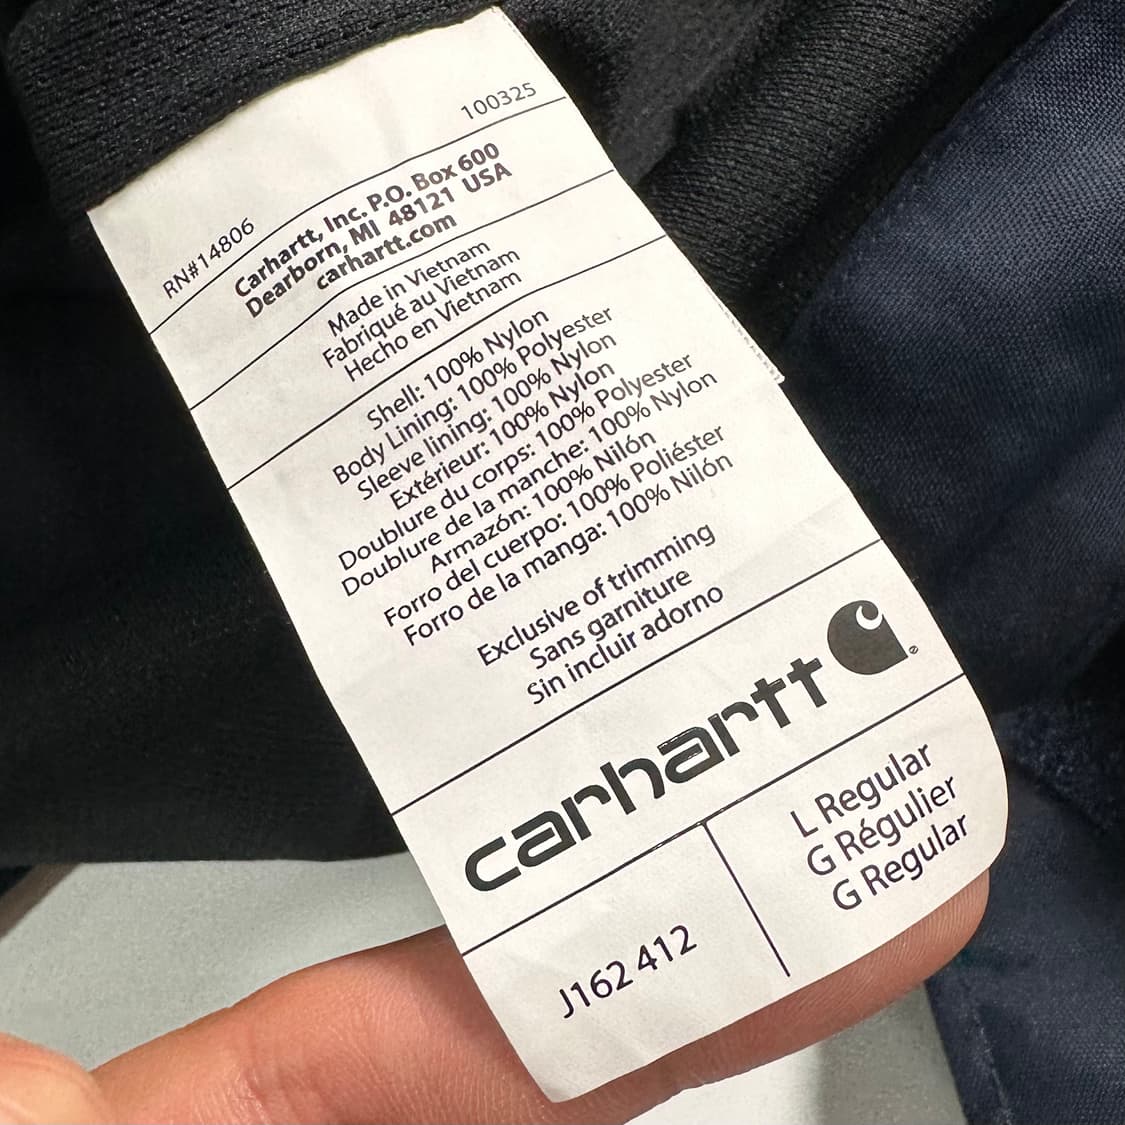 100325
RN#14806
Carhartt, Inc. P.O. Box 600
Dearborn, MI 48121 USA
carhartt.com
Made in Vietnam
Fabriqué au Vietnam
Hecho en Vietnam
Shell: 100% Nylon
Body Lining: 100% Polyester
Sleeve lining: 100% Nylon
Extérieur: 100% Nylon
Doublure du corps: 100% Polyester
Doublure de la manche: 100% Nylon
Armazón: 100% Nilón
Forro del cuerpo: 100% Poliéster
Forro de la manga: 100% Nilón
Exclusive of trimming
Sans garniture
Sin incluir adorno
carhartt
L Regular
G Régulier
G Regular
J162 412